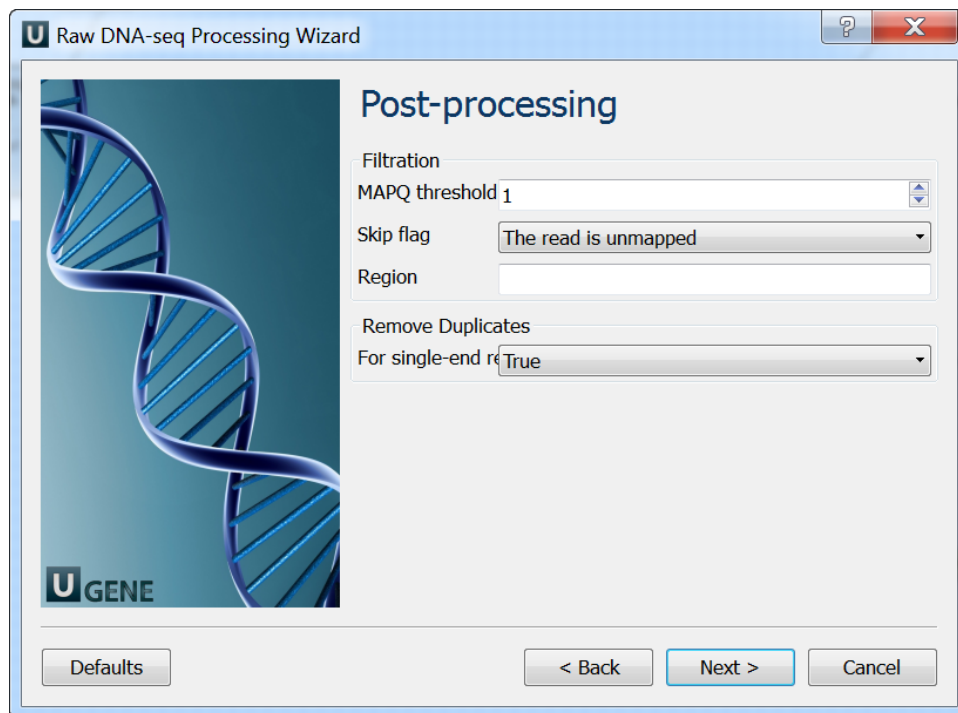 U Raw DNA-seq Processing Wizard
Post-processing
Filtration
MAPQ threshold 1
Skip flag The read is unmapped
Region
Remove Duplicates
For single-end re True
U GENE
Defaults < Back Next > Cancel